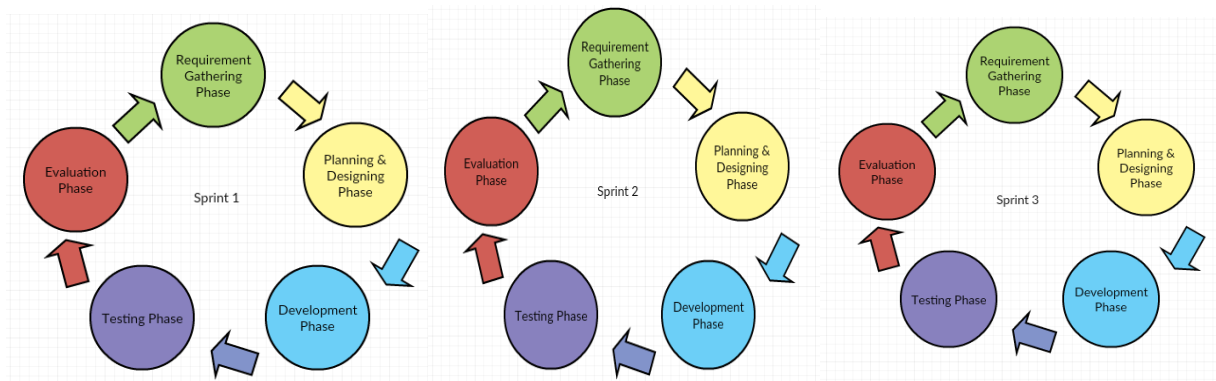 Requirement
Gathering
Phase
Planning &
Designing
Phase
Development
Phase
Testing Phase
Evaluation
Phase
Sprint 1
Requirement
Gathering
Phase
Planning &
Designing
Phase
Development
Phase
Testing Phase
Evaluation
Phase
Sprint 2
Requirement
Gathering
Phase
Planning &
Designing
Phase
Development
Phase
Testing Phase
Evaluation
Phase
Sprint 3